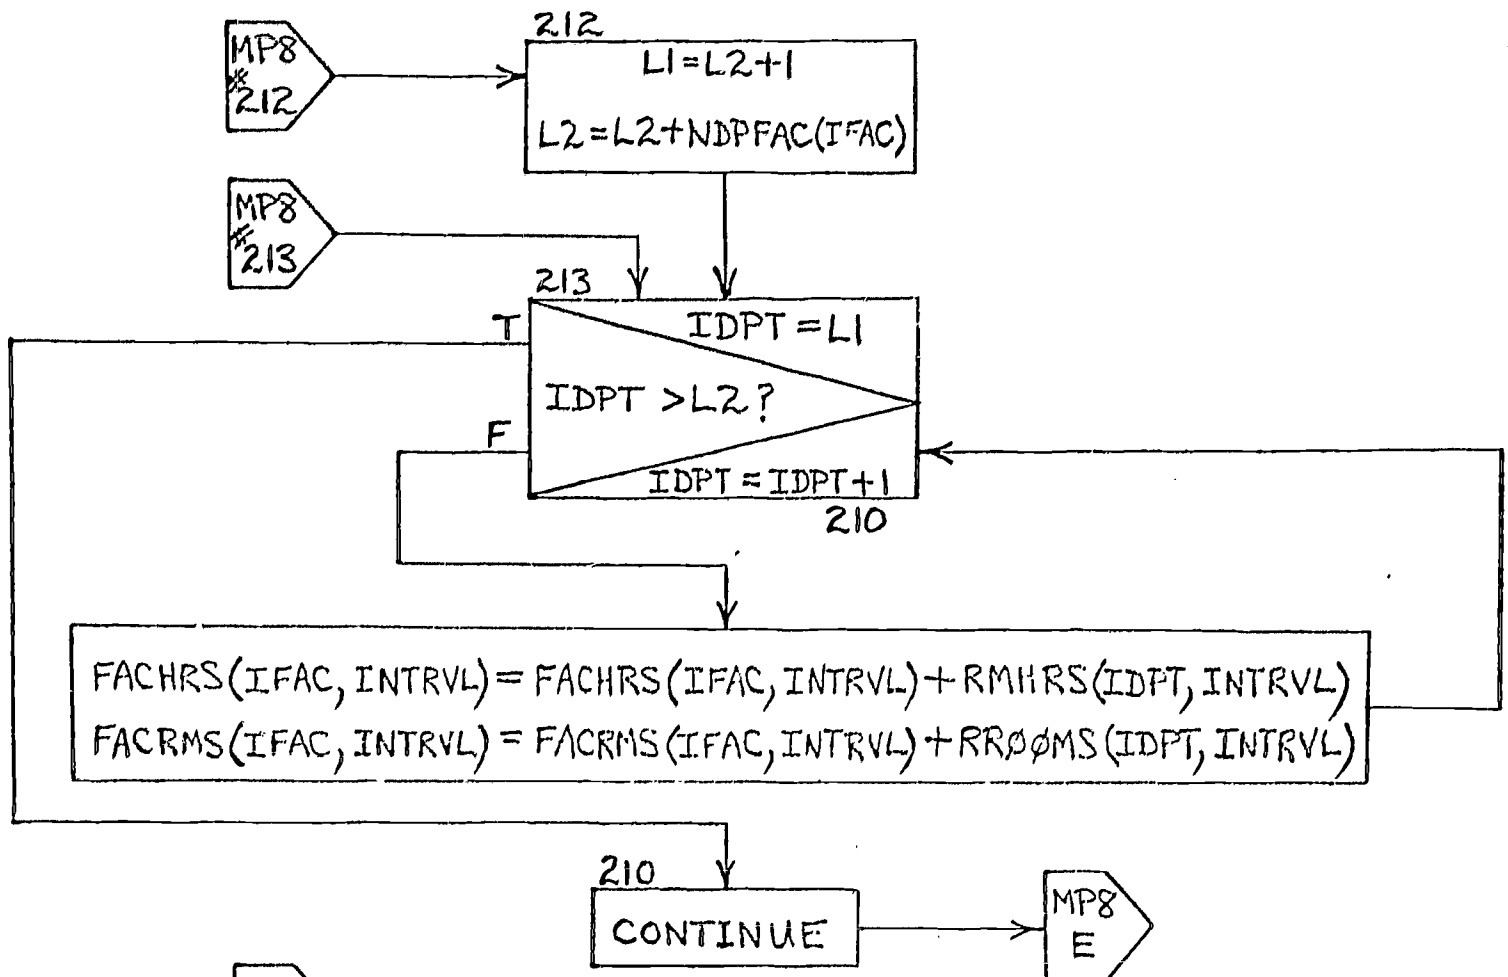 MP8
#
212
212
L1=L2+1
L2=L2+NDPFAC(IFAC)
MP8
#
213
213
IDPT=L1
T
IDPT >L2?
F
IDPT=IDPT+1
210
FACHRS(IFAC, INTRVL)=FACHRS(IFAC, INTRVL)+RMHRS(IDPT, INTRVL)
FACRMS(IFAC, INTRVL)=FACRMS(IFAC, INTRVL)+RRØØMS(IDPT, INTRVL)
210
CONTINUE
MP8
E